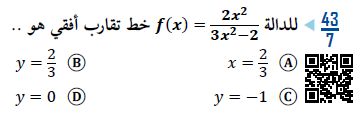 43/7 ◀ للدالة f(x) = 2x²/(3x²−2) خط تقارب أفقي هو ..
Ⓐ x = 2/3 Ⓑ y = 2/3
Ⓒ y = −1 Ⓓ y = 0